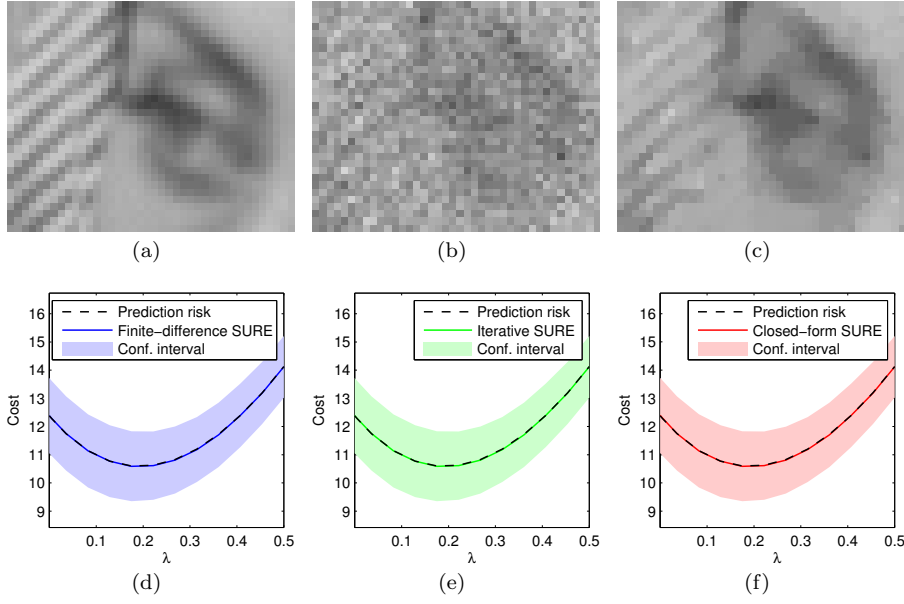 (a)
(b)
(c)
16
15
14
13
12
11
10
9
Cost
Prediction risk
Finite−difference SURE
Conf. interval
0.1
0.2
0.3
0.4
0.5
λ
(d)
16
15
14
13
12
11
10
9
Cost
Prediction risk
Iterative SURE
Conf. interval
0.1
0.2
0.3
0.4
0.5
λ
(e)
16
15
14
13
12
11
10
9
Cost
Prediction risk
Closed−form SURE
Conf. interval
0.1
0.2
0.3
0.4
0.5
λ
(f)